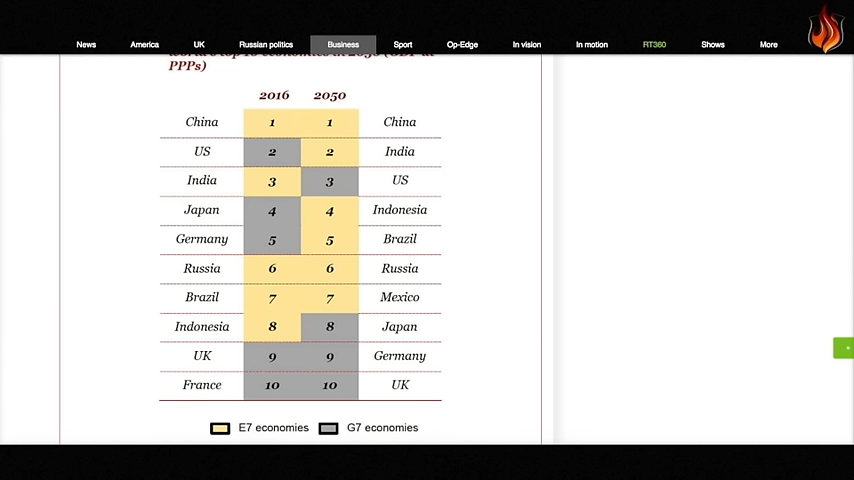 News America UK Russian politics Business Sport Op-Edge In vision In motion RT360 Shows More
PPPs)
2016 2050
China 1 1 China
US 2 2 India
India 3 3 US
Japan 4 4 Indonesia
Germany 5 5 Brazil
Russia 6 6 Russia
Brazil 7 7 Mexico
Indonesia 8 8 Japan
UK 9 9 Germany
France 10 10 UK
E7 economies G7 economies